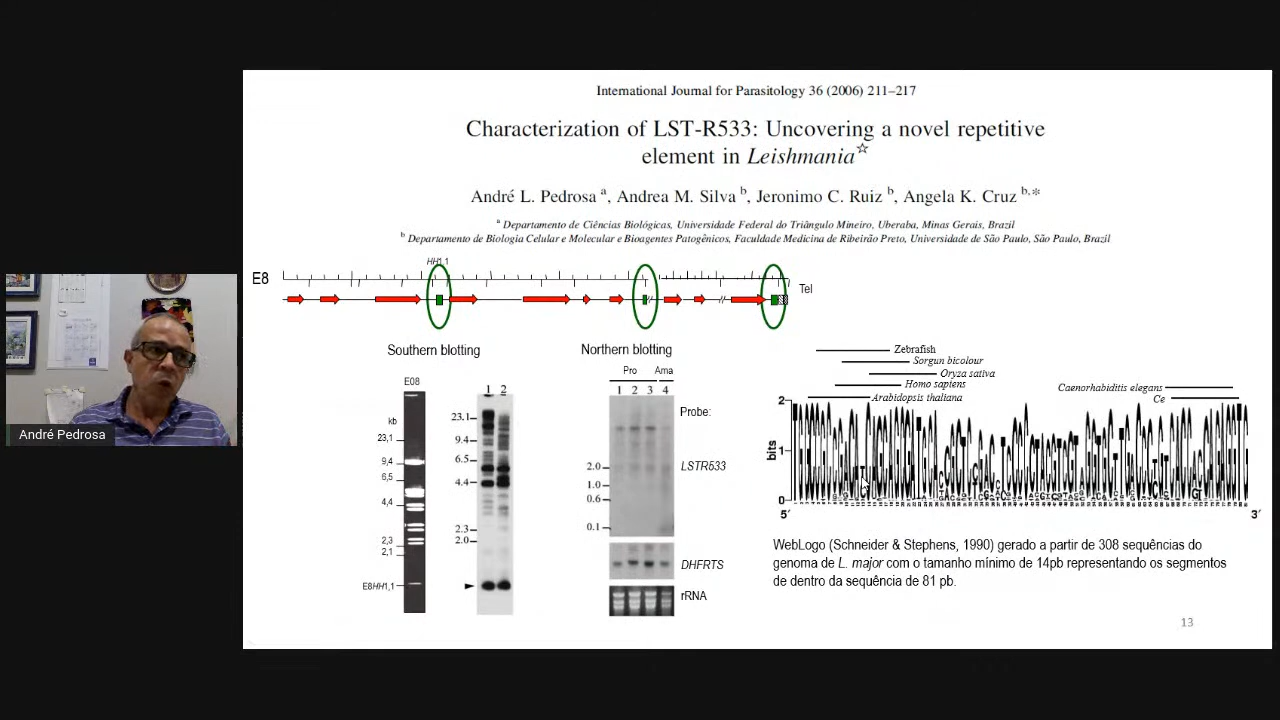 International Journal for Parasitology 36 (2006) 211–217
Characterization of LST-R533: Uncovering a novel repetitive
element in Leishmania☆
André L. Pedrosa a, Andrea M. Silva b, Jeronimo C. Ruiz b, Angela K. Cruz b,*
a Departamento de Ciências Biológicas, Universidade Federal do Triângulo Mineiro, Uberaba, Minas Gerais, Brazil
b Departamento de Biologia Celular e Molecular e Bioagentes Patogênicos, Faculdade Medicina de Ribeirão Preto, Universidade de São Paulo, São Paulo, Brazil
HH1,1
E8
Tel
Southern blotting
E08
kb
23,1
9,4
6,5
4,4
2,3
2,1
E8HH1,1
1 2
23.1
9.4
6.5
4.4
2.3
2.0
Northern blotting
Pro Ama
1 2 3 4
Probe:
2.0
1.0
0.6
0.1
LSTR533
DHFRTS
rRNA
Zebrafish
Sorgun bicolour
Oryza sativa
Homo sapiens
Arabidopsis thaliana
Caenorhabiditis elegans
Ce
bits
2
1
0
5′
3′
WebLogo (Schneider & Stephens, 1990) gerado a partir de 308 sequências do
genoma de L. major com o tamanho mínimo de 14pb representando os segmentos
de dentro da sequência de 81 pb.
13
André Pedrosa